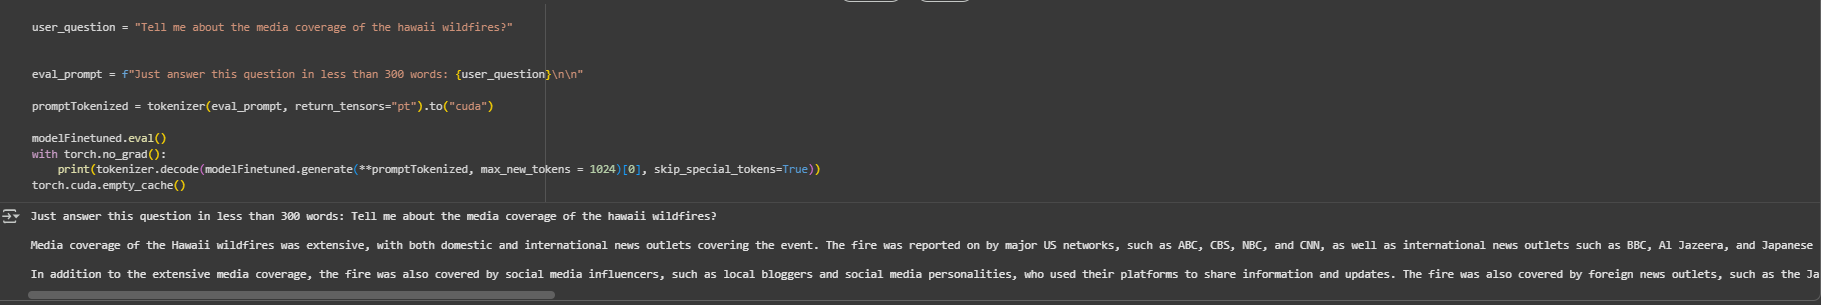 user_question = "Tell me about the media coverage of the hawaii wildfires?"
eval_prompt = f"Just answer this question in less than 300 words: {user_question}\n\n"
promptTokenized = tokenizer(eval_prompt, return_tensors="pt").to("cuda")
modelFinetuned.eval()
with torch.no_grad():
    print(tokenizer.decode(modelFinetuned.generate(**promptTokenized, max_new_tokens = 1024)[0], skip_special_tokens=True))
torch.cuda.empty_cache()
Just answer this question in less than 300 words: Tell me about the media coverage of the hawaii wildfires?
Media coverage of the Hawaii wildfires was extensive, with both domestic and international news outlets covering the event. The fire was reported on by major US networks, such as ABC, CBS, NBC, and CNN, as well as international news outlets such as BBC, Al Jazeera, and Japanese
In addition to the extensive media coverage, the fire was also covered by social media influencers, such as local bloggers and social media personalities, who used their platforms to share information and updates. The fire was also covered by foreign news outlets, such as the Ja